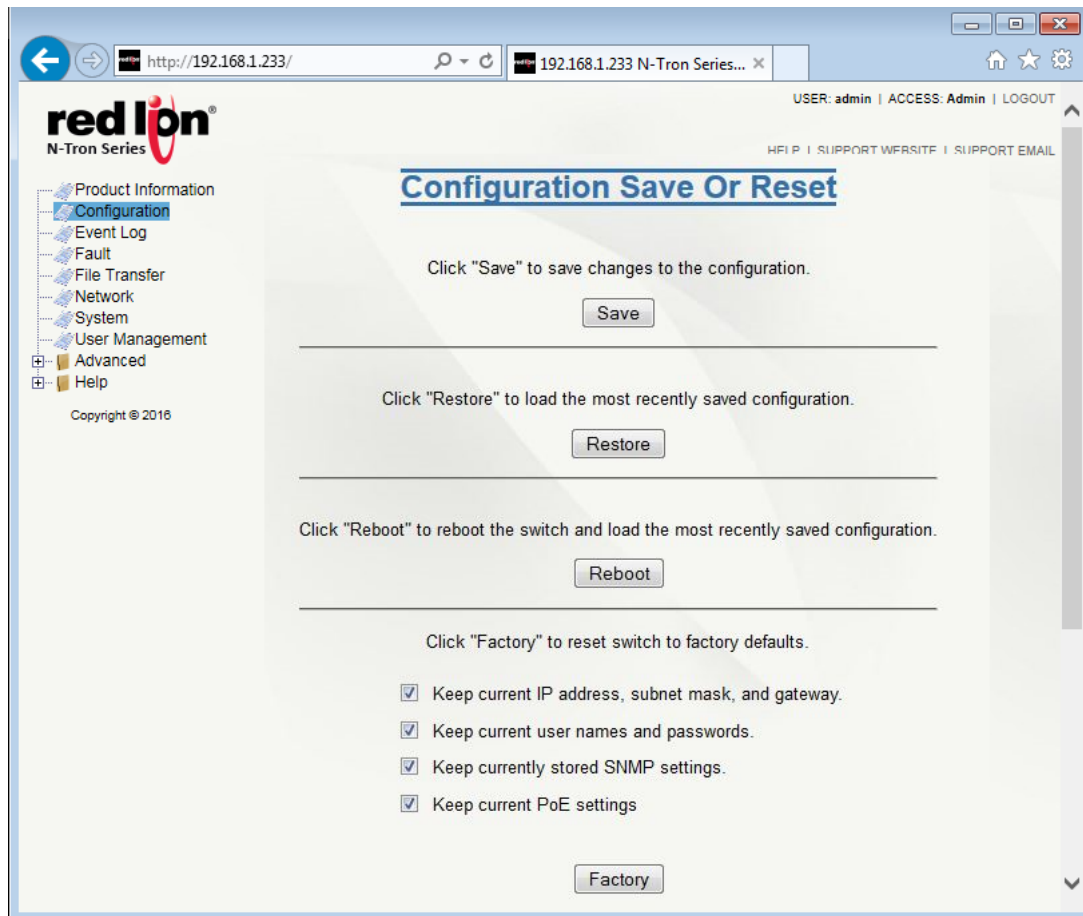 http://192.168.1.233/
192.168.1.233 N-Tron Series...
USER: admin | ACCESS: Admin | LOGOUT
red lion®
N-Tron Series
HELP | SUPPORT WEBSITE | SUPPORT EMAIL
Product Information
Configuration
Event Log
Fault
File Transfer
Network
System
User Management
Advanced
Help
Copyright © 2016
Configuration Save Or Reset
Click "Save" to save changes to the configuration.
Save
Click "Restore" to load the most recently saved configuration.
Restore
Click "Reboot" to reboot the switch and load the most recently saved configuration.
Reboot
Click "Factory" to reset switch to factory defaults.
Keep current IP address, subnet mask, and gateway.
Keep current user names and passwords.
Keep currently stored SNMP settings.
Keep current PoE settings
Factory